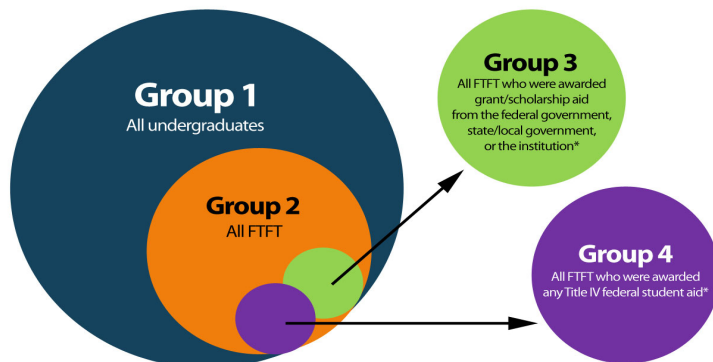 Group 1
All undergraduates
Group 2
All FTFT
Group 3
All FTFT who were awarded
grant/scholarship aid
from the federal government,
state/local government,
or the institution*
Group 4
All FTFT who were awarded
any Title IV federal student aid*